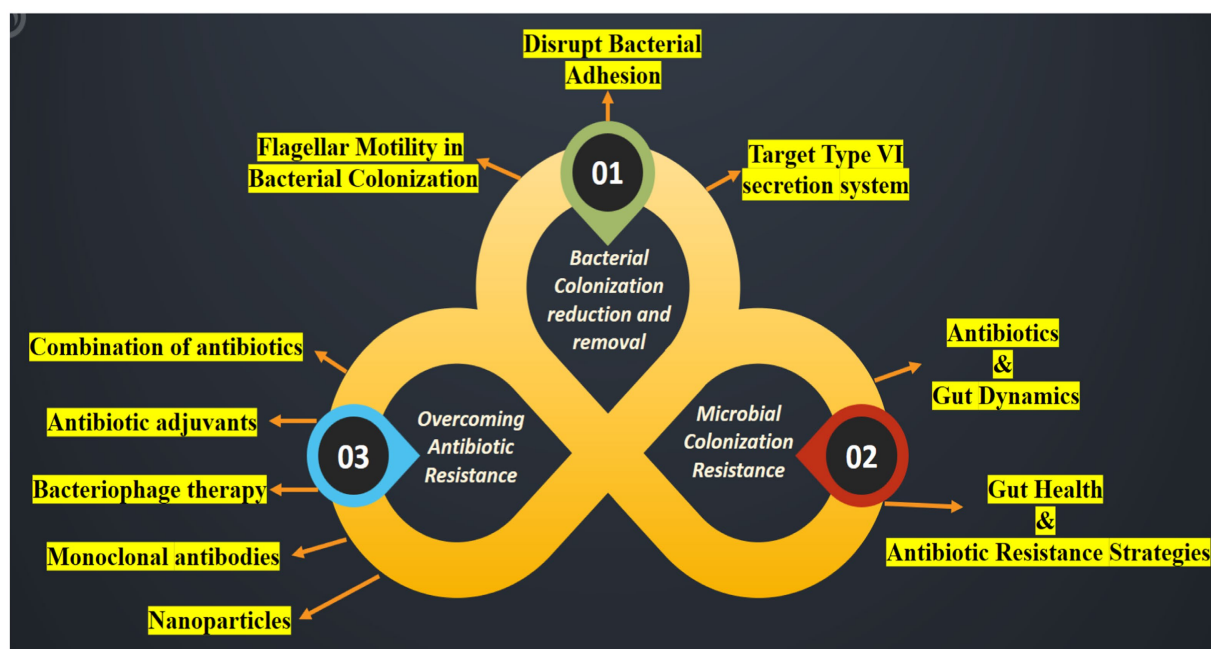 Disrupt Bacterial
Adhesion
Flagellar Motility in
Bacterial Colonization
Target Type VI
secretion system
01
Bacterial
Colonization
reduction and
removal
Antibiotics
&
Gut Dynamics
Gut Health
&
Antibiotic Resistance Strategies
02
Microbial
Colonization
Resistance
Combination of antibiotics
Antibiotic adjuvants
Bacteriophage therapy
Monoclonal antibodies
Nanoparticles
03
Overcoming
Antibiotic
Resistance